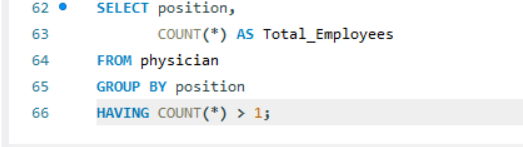 62 SELECT position,
63 COUNT(*) AS Total_Employees
64 FROM physician
65 GROUP BY position
66 HAVING COUNT(*) > 1;